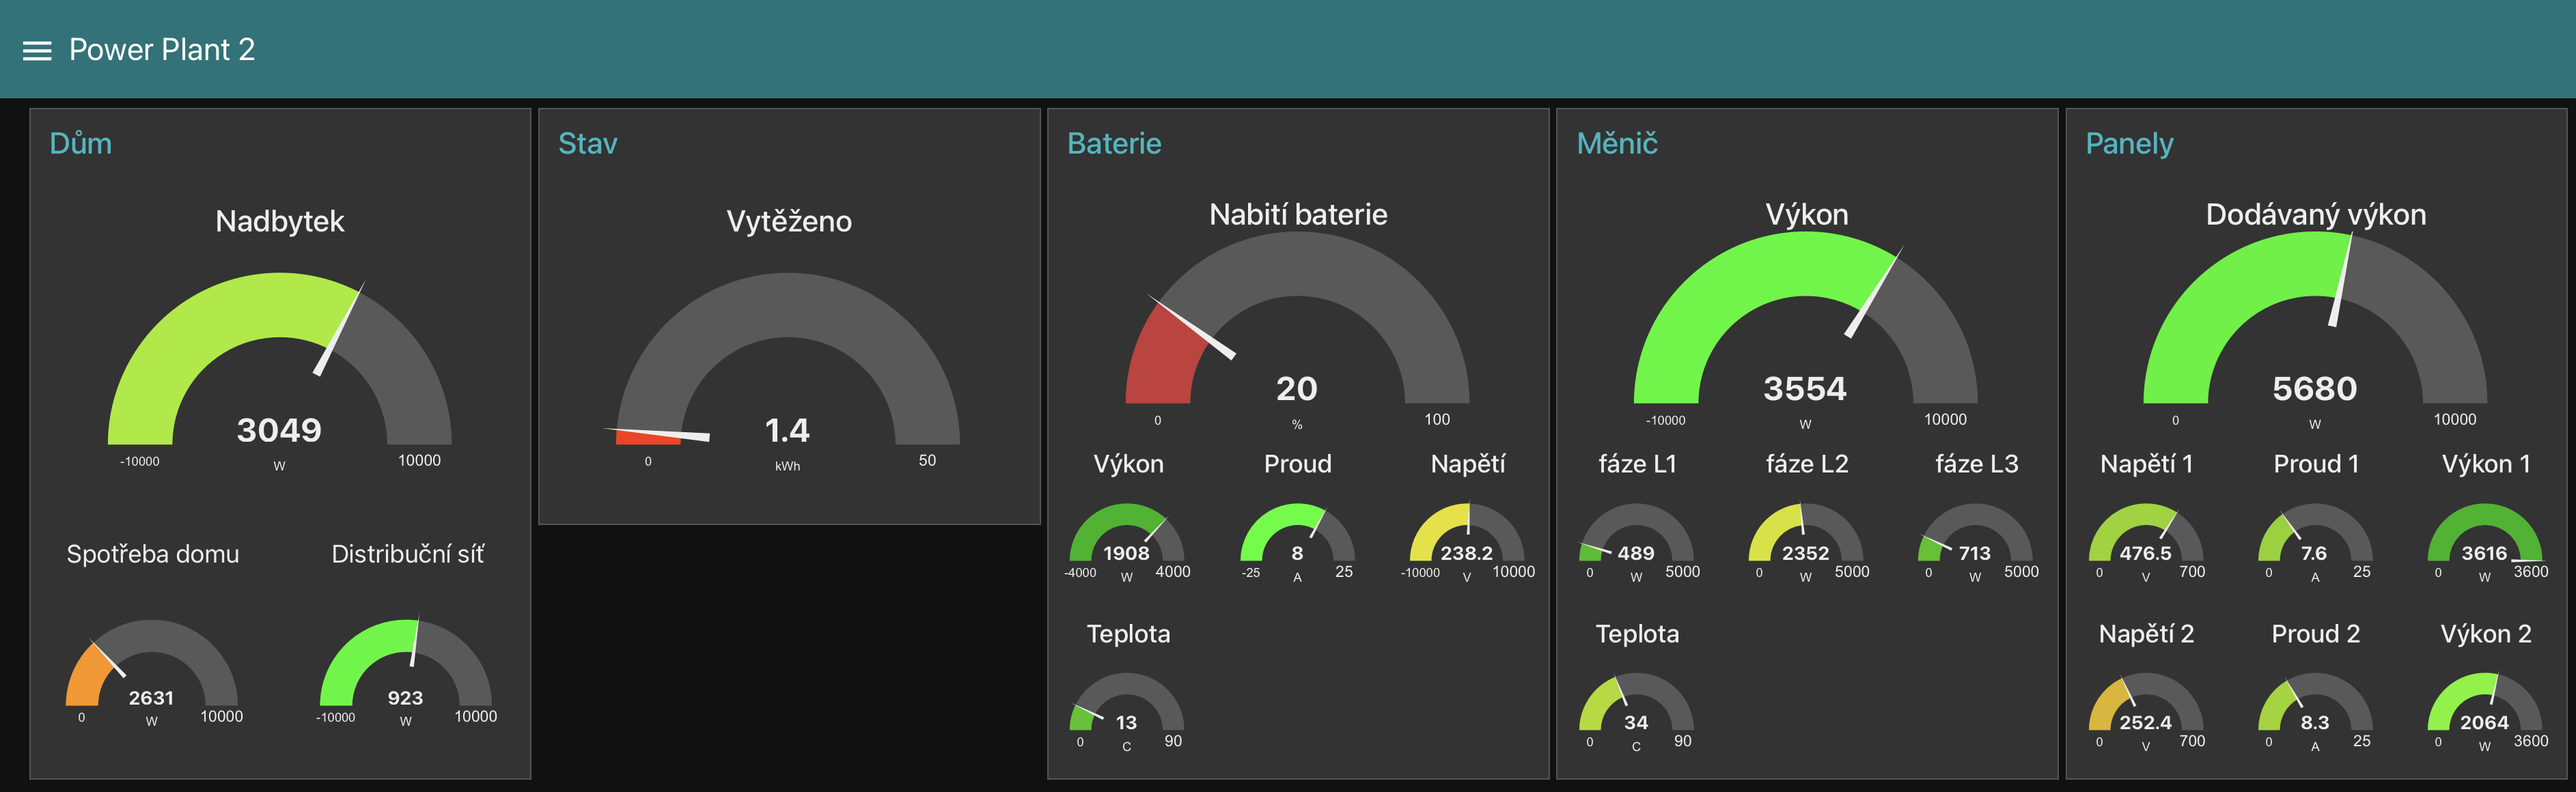 Power Plant 2
Dům
Nadbytek
3049
W
-10000
10000
Spotřeba domu
2631
W
0
10000
Distribuční síť
923
W
-10000
10000
Stav
Vytěženo
1.4
kWh
0
50
Baterie
Nabití baterie
20
%
0
100
Výkon
1908
W
-4000
4000
Proud
8
A
-25
25
Napětí
238.2
V
-10000
10000
Teplota
13
C
0
90
Měnič
Výkon
3554
W
-10000
10000
fáze L1
489
W
0
5000
fáze L2
2352
W
0
5000
fáze L3
713
W
0
5000
Teplota
34
C
0
90
Panely
Dodávaný výkon
5680
W
0
10000
Napětí 1
476.5
V
0
700
Proud 1
7.6
A
0
25
Výkon 1
3616
W
0
3600
Napětí 2
252.4
V
0
700
Proud 2
8.3
A
0
25
Výkon 2
2064
W
0
3600